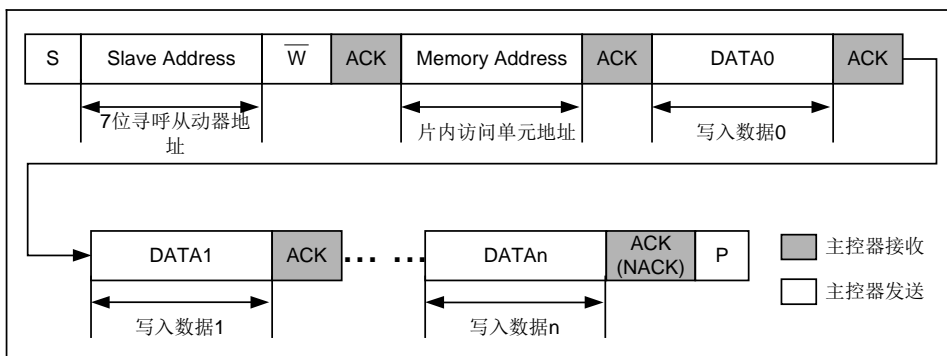 S Slave Address W ACK Memory Address ACK DATA0 ACK
7位寻呼从动器地
址
片内访问单元地址
写入数据0
DATA1 ACK ... ... DATAn ACK
(NACK) P
主控器接收
主控器发送
写入数据1
写入数据n